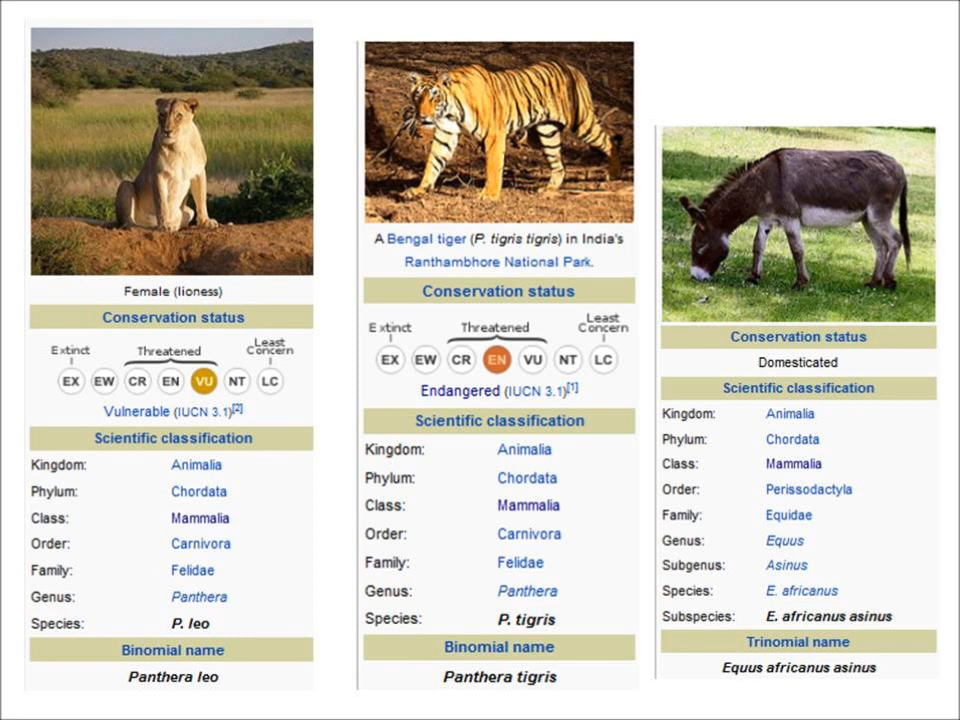 Female (lioness)
Conservation status
Extinct
Threatened
Least
Concern
EX EW CR EN VU NT LC
Vulnerable (IUCN 3.1)[2]
Scientific classification
Kingdom: Animalia
Phylum: Chordata
Class: Mammalia
Order: Carnivora
Family: Felidae
Genus: Panthera
Species: P. leo
Binomial name
Panthera leo
A Bengal tiger (P. tigris tigris) in India's
Ranthambhore National Park.
Conservation status
Extinct
Threatened
Least
Concern
EX EW CR EN VU NT LC
Endangered (IUCN 3.1)[1]
Scientific classification
Kingdom: Animalia
Phylum: Chordata
Class: Mammalia
Order: Carnivora
Family: Felidae
Genus: Panthera
Species: P. tigris
Binomial name
Panthera tigris
Conservation status
Domesticated
Scientific classification
Kingdom: Animalia
Phylum: Chordata
Class: Mammalia
Order: Perissodactyla
Family: Equidae
Genus: Equus
Subgenus: Asinus
Species: E. africanus
Subspecies: E. africanus asinus
Trinomial name
Equus africanus asinus